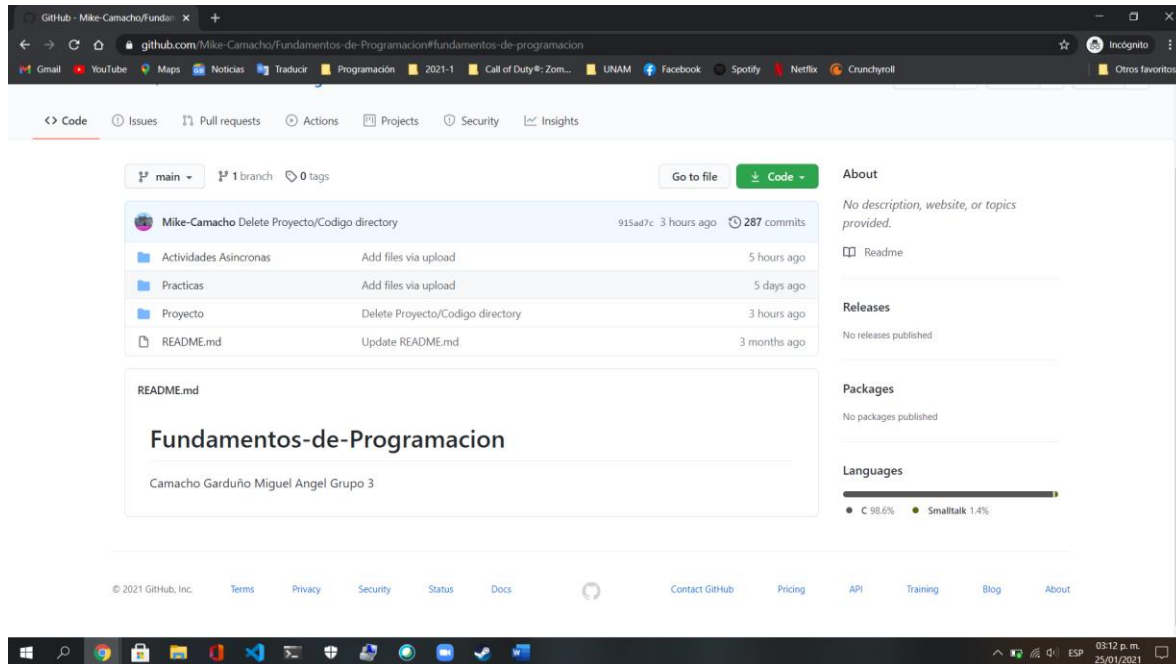 GitHub - Mike-Camacho/Fundam
github.com/Mike-Camacho/Fundamentos-de-Programacion#fundamentos-de-programacion
Incógnito
Gmail YouTube Maps Noticias Traducir Programación 2021-1 Call of Duty®: Zom... UNAM Facebook Spotify Netflix Crunchyroll Otros favoritos
Code Issues Pull requests Actions Projects Security Insights
main 1 branch 0 tags Go to file Code
Mike-Camacho Delete Proyecto/Codigo directory 915ad7c 3 hours ago 287 commits
Actividades Asincronas Add files via upload 5 hours ago
Practicas Add files via upload 5 days ago
Proyecto Delete Proyecto/Codigo directory 3 hours ago
README.md Update README.md 3 months ago
README.md
Fundamentos-de-Programacion
Camacho Garduño Miguel Angel Grupo 3
About
No description, website, or topics
provided.
Readme
Releases
No releases published
Packages
No packages published
Languages
C 98.6% Smalltalk 1.4%
© 2021 GitHub, Inc. Terms Privacy Security Status Docs Contact GitHub Pricing API Training Blog About
ESP
03:12 p. m.
25/01/2021